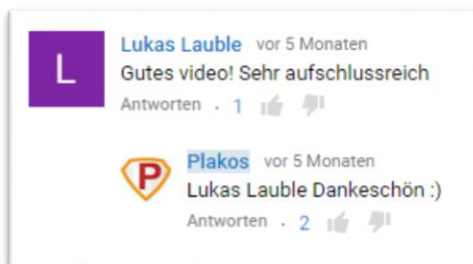 L
Lukas Lauble vor 5 Monaten
Gutes video! Sehr aufschlussreich
Antworten · 1
P
Plakos vor 5 Monaten
Lukas Lauble Dankeschön :)
Antworten · 2